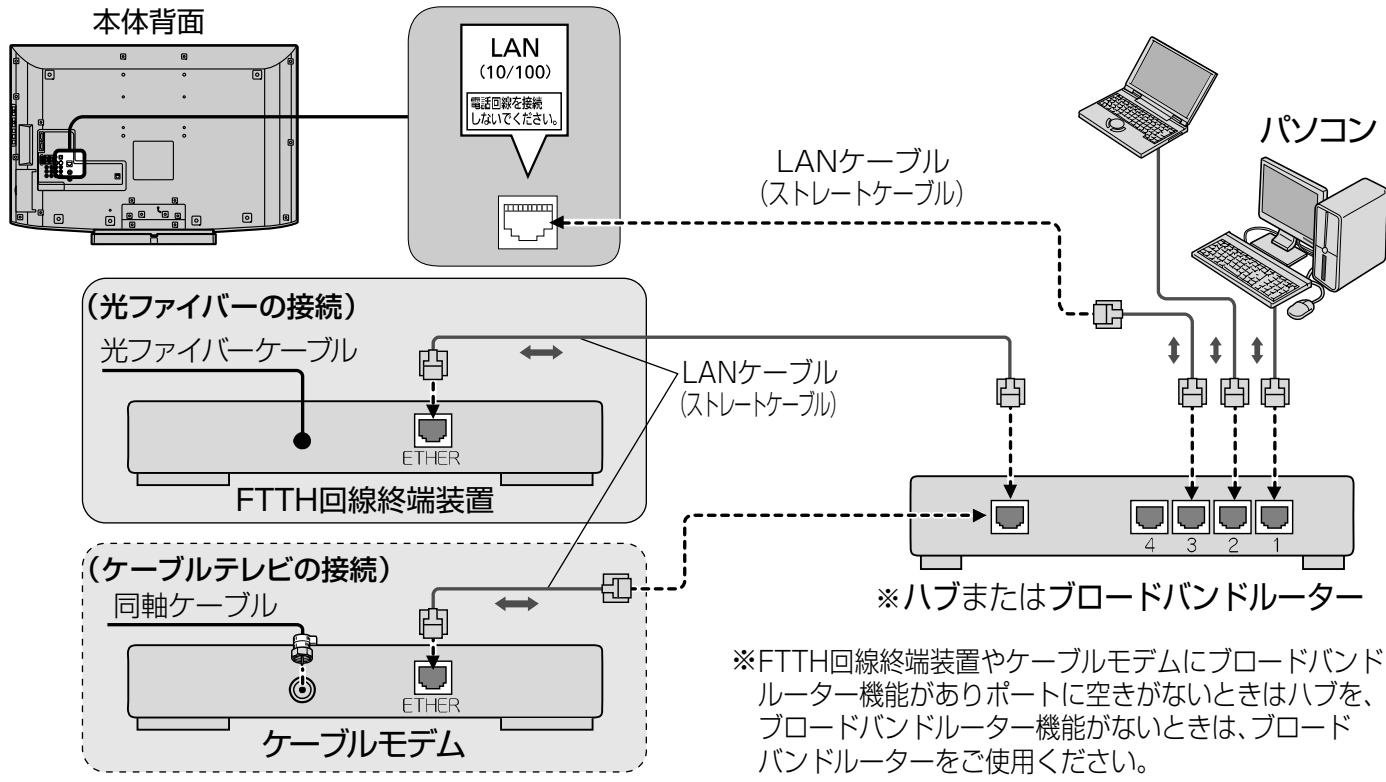 本体背面
LAN
(10/100)
電話回線を接続
しないでください。
パソコン
LANケーブル
(ストレートケーブル)
(光ファイバーの接続)
光ファイバーケーブル
ETHER
FTTH回線終端装置
LANケーブル
(ストレートケーブル)
4 3 2 1
※ハブまたはブロードバンドルーター
(ケーブルテレビの接続)
同軸ケーブル
ETHER
ケーブルモデム
※FTTH回線終端装置やケーブルモデムにブロードバンド
ルーター機能がありポートに空きがないときはハブを、
ブロードバンドルーター機能がないときは、ブロード
バンドルーターをご使用ください。